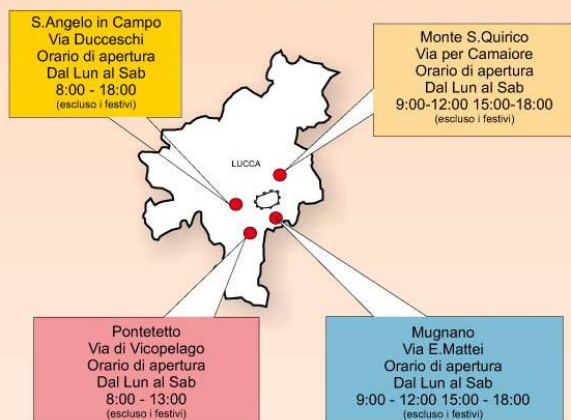 S.Angelo in Campo
Via Ducceschi
Orario di apertura
Dal Lun al Sab
8:00 - 18:00
(escluso i festivi)
Monte S.Quirico
Via per Camaiore
Orario di apertura
Dal Lun al Sab
9:00-12:00 15:00-18:00
(escluso i festivi)
LUCCA
Pontetetto
Via di Vicopelago
Orario di apertura
Dal Lun al Sab
8:00 - 13:00
(escluso i festivi)
Mugnano
Via E.Mattei
Orario di apertura
Dal Lun al Sab
9:00 - 12:00 15:00 - 18:00
(escluso i festivi)